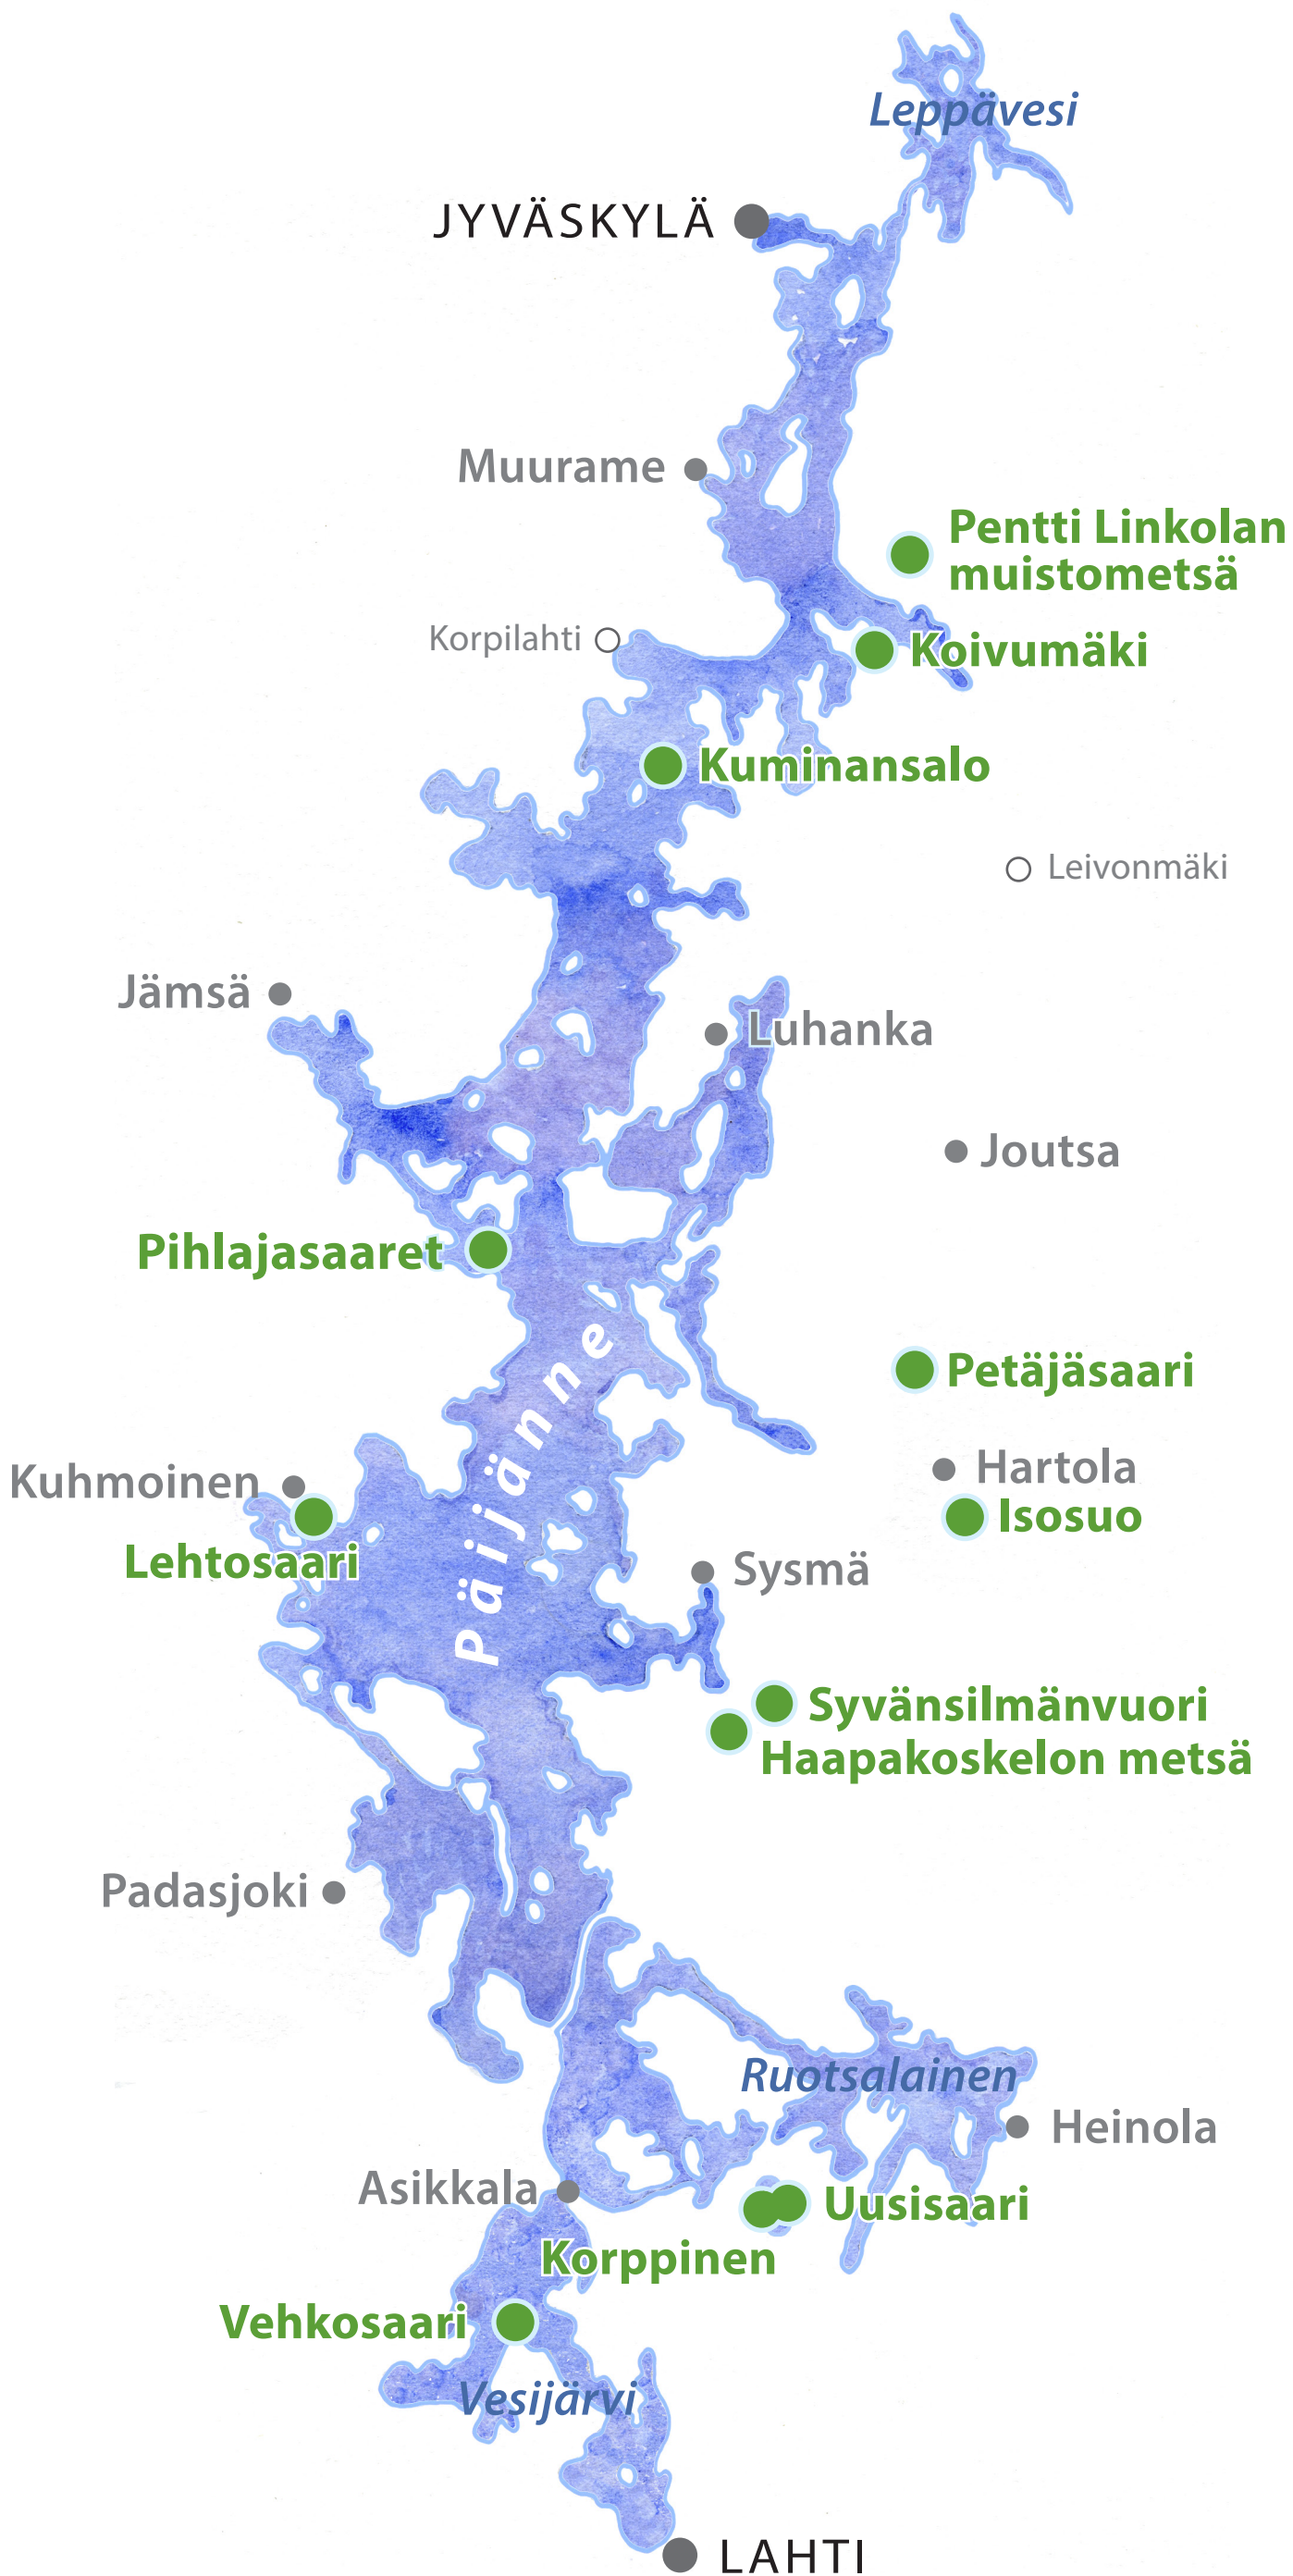 Leppävesi
JYVÄSKYLÄ
Muurame
Pentti Linkolan
muistometsä
Korpilahti
Koivumäki
Kuminansalo
Leivonmäki
Jämsä
Luhanka
Joutsa
Pihlajasaaret
Päijänne
Petäjäsaari
Kuhmoinen
Hartola
Isosuo
Lehtosaari
Sysmä
Syvänsilmänvuori
Haapakoskelon metsä
Padasjoki
Ruotsalainen
Heinola
Asikkala
Uusisaari
Korppinen
Vehkosaari
Vesijärvi
LAHTI